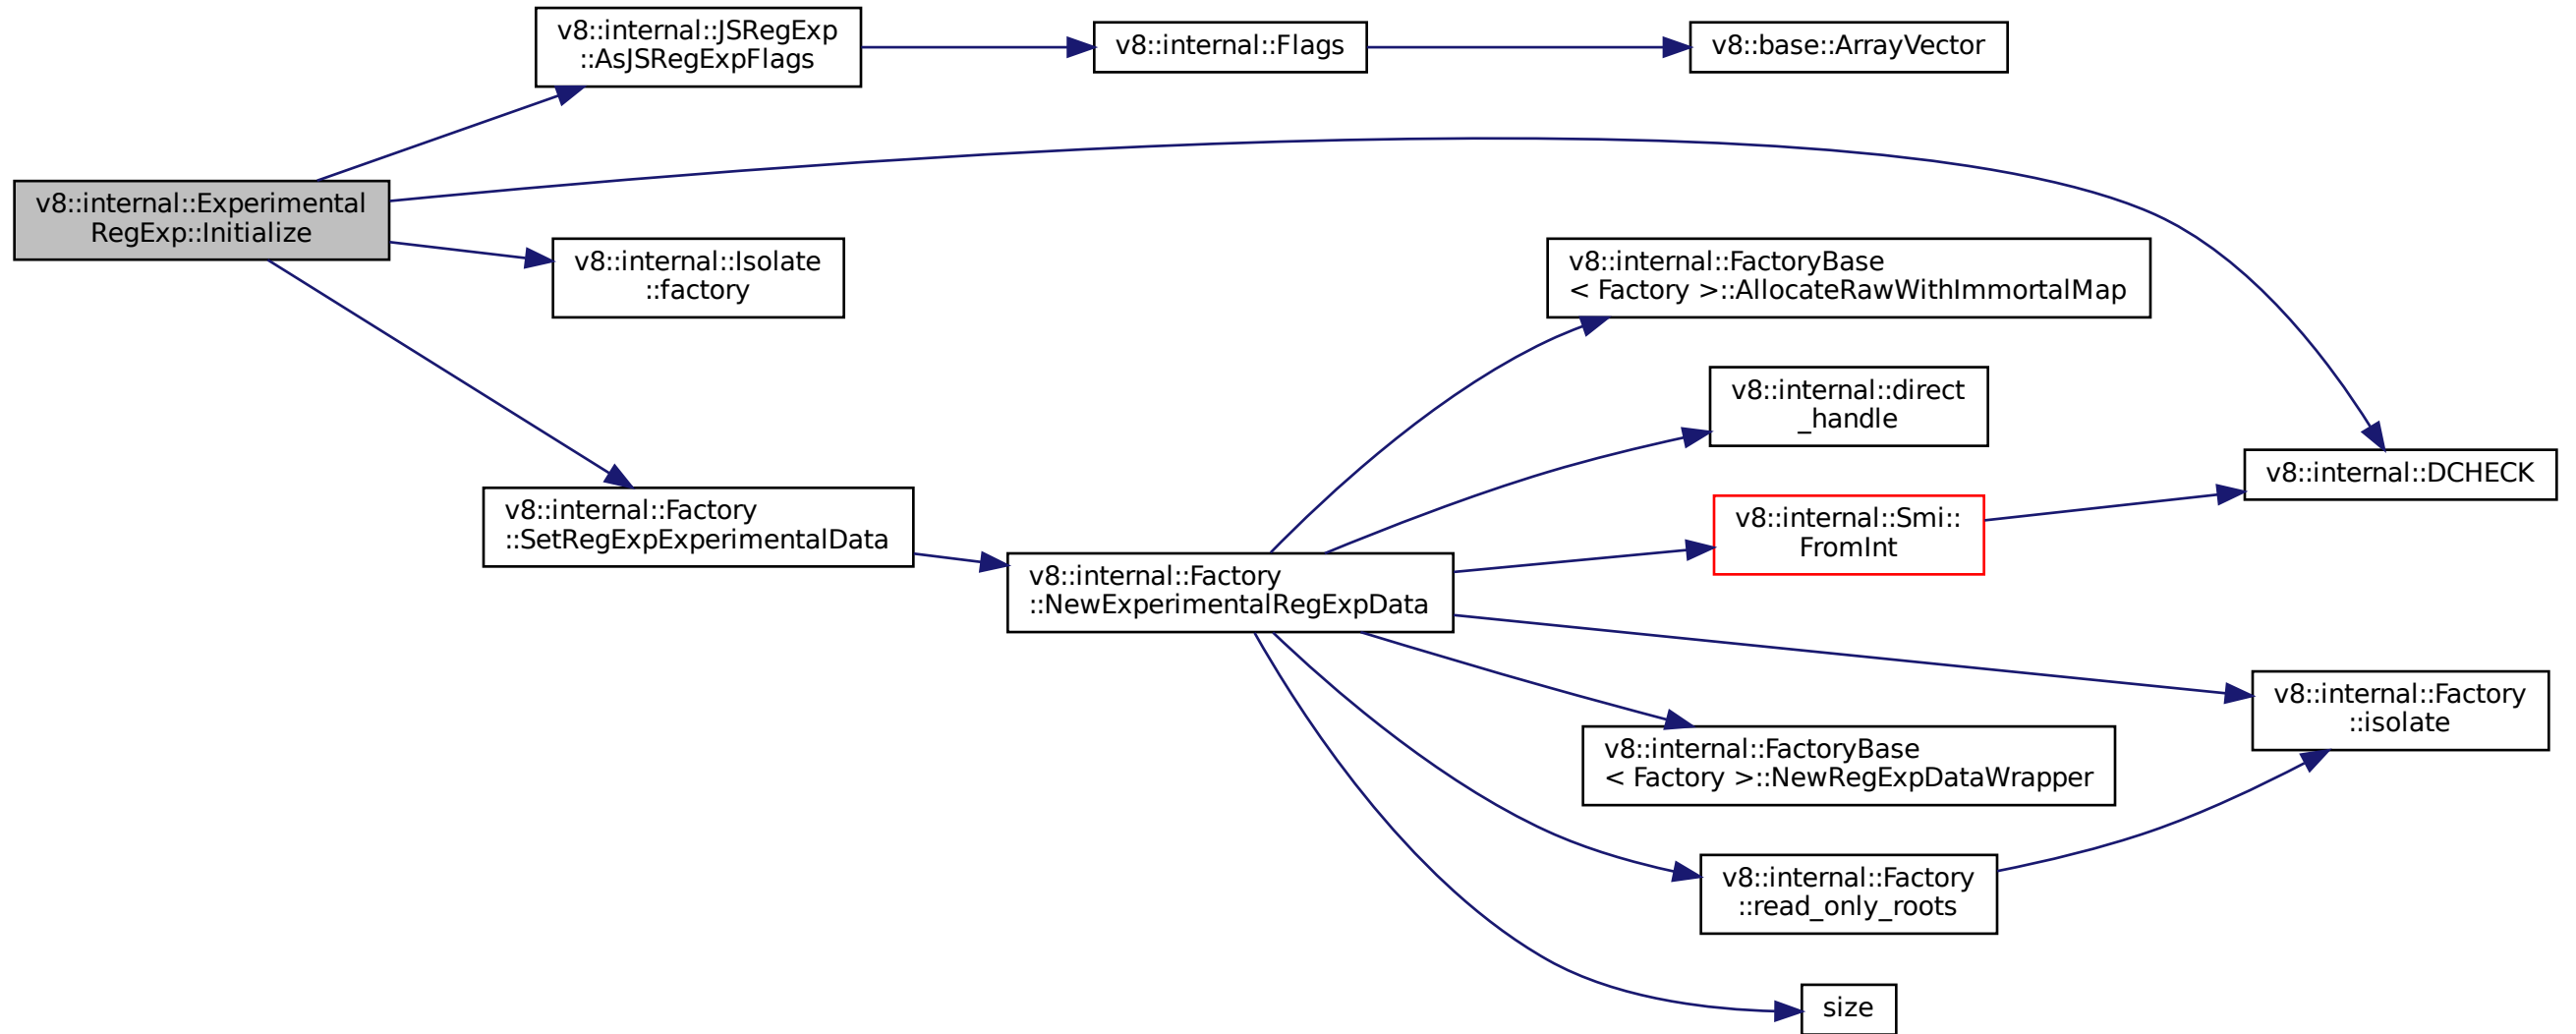 v8::internal::JSRegExp
::AsJSRegExpFlags
v8::internal::Flags
v8::base::ArrayVector
v8::internal::Experimental
RegExp::Initialize
v8::internal::Isolate
::factory
v8::internal::FactoryBase
< Factory >::AllocateRawWithImmortalMap
v8::internal::direct
_handle
v8::internal::DCHECK
v8::internal::Factory
::SetRegExpExperimentalData
v8::internal::Smi::
FromInt
v8::internal::Factory
::NewExperimentalRegExpData
v8::internal::Factory
::isolate
v8::internal::FactoryBase
< Factory >::NewRegExpDataWrapper
v8::internal::Factory
::read_only_roots
size